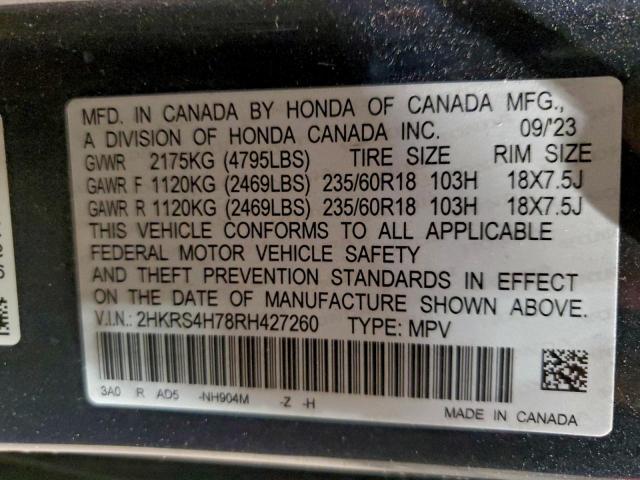 MFD. IN CANADA BY HONDA OF CANADA MFG.,
A DIVISION OF HONDA CANADA INC. 09/'23
GVWR 2175KG (4795LBS) TIRE SIZE RIM SIZE
GAWR F 1120KG (2469LBS) 235/60R18 103H 18X7.5J
GAWR R 1120KG (2469LBS) 235/60R18 103H 18X7.5J
THIS VEHICLE CONFORMS TO ALL APPLICABLE
FEDERAL MOTOR VEHICLE SAFETY
AND THEFT PREVENTION STANDARDS IN EFFECT
ON THE DATE OF MANUFACTURE SHOWN ABOVE.
V.I.N.: 2HKRS4H78RH427260 TYPE: MPV
3A0 R AD5 -NH904M -Z -H
MADE IN CANADA